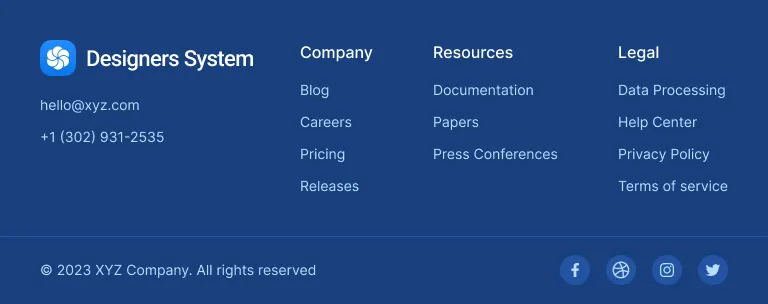 Designers System
hello@xyz.com
+1 (302) 931-2535
Company
Blog
Careers
Pricing
Releases
Resources
Documentation
Papers
Press Conferences
Legal
Data Processing
Help Center
Privacy Policy
Terms of service
© 2023 XYZ Company. All rights reserved